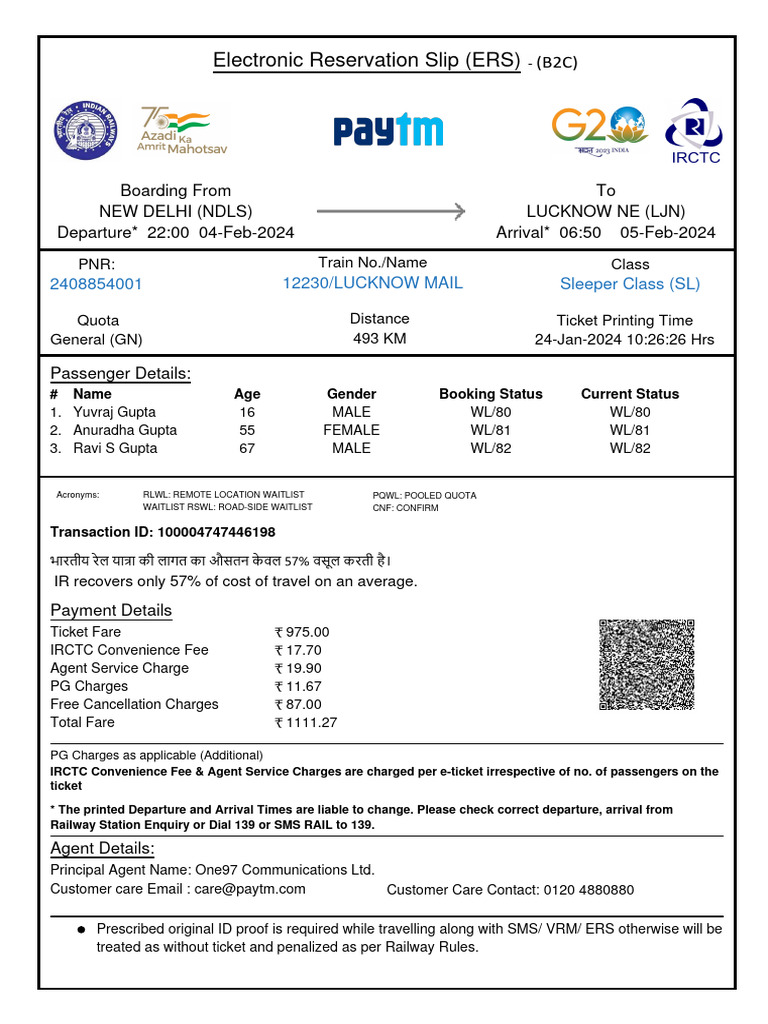 Electronic Reservation Slip (ERS) - (B2C)
INDIAN RAILWAYS
भारतीय रेल
75
Azadi Ka
Amrit Mahotsav
paytm
G20
भारत 2023 INDIA
IRCTC
Boarding From To
NEW DELHI (NDLS) LUCKNOW NE (LJN)
Departure* 22:00 04-Feb-2024 Arrival* 06:50 05-Feb-2024
PNR: Train No./Name Class
2408854001 12230/LUCKNOW MAIL Sleeper Class (SL)
Quota Distance Ticket Printing Time
General (GN) 493 KM 24-Jan-2024 10:26:26 Hrs
Passenger Details:
# Name Age Gender Booking Status Current Status
1. Yuvraj Gupta 16 MALE WL/80 WL/80
2. Anuradha Gupta 55 FEMALE WL/81 WL/81
3. Ravi S Gupta 67 MALE WL/82 WL/82
Acronyms: RLWL: REMOTE LOCATION WAITLIST PQWL: POOLED QUOTA
WAITLIST RSWL: ROAD-SIDE WAITLIST CNF: CONFIRM
Transaction ID: 100004747446198
भारतीय रेल यात्रा की लागत का औसतन केवल 57% वसूल करती है।
IR recovers only 57% of cost of travel on an average.
Payment Details
Ticket Fare ₹ 975.00
IRCTC Convenience Fee ₹ 17.70
Agent Service Charge ₹ 19.90
PG Charges ₹ 11.67
Free Cancellation Charges ₹ 87.00
Total Fare ₹ 1111.27
PG Charges as applicable (Additional)
IRCTC Convenience Fee & Agent Service Charges are charged per e-ticket irrespective of no. of passengers on the
ticket
* The printed Departure and Arrival Times are liable to change. Please check correct departure, arrival from
Railway Station Enquiry or Dial 139 or SMS RAIL to 139.
Agent Details:
Principal Agent Name: One97 Communications Ltd.
Customer care Email : care@paytm.com Customer Care Contact: 0120 4880880
● Prescribed original ID proof is required while travelling along with SMS/ VRM/ ERS otherwise will be
treated as without ticket and penalized as per Railway Rules.